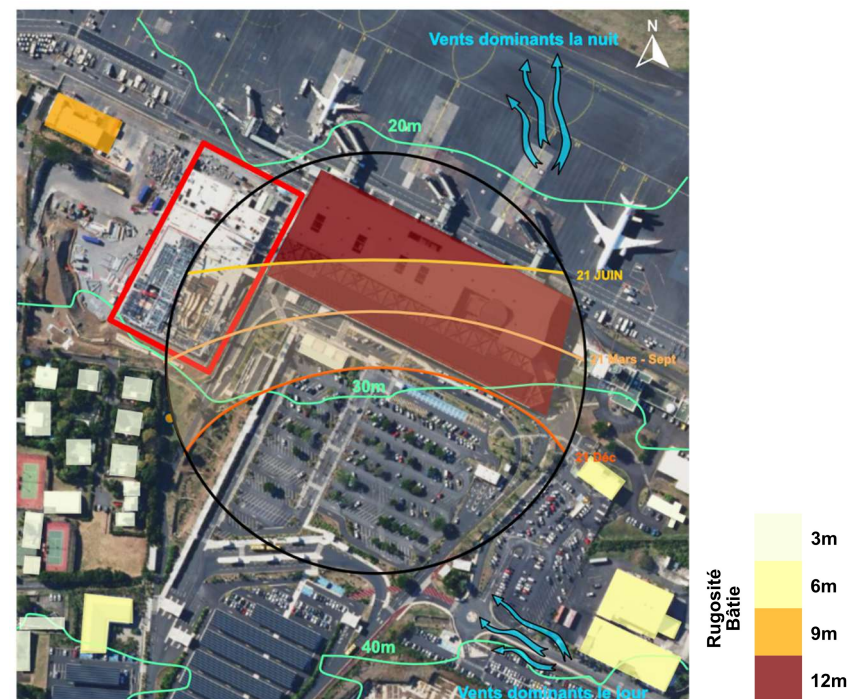 Vents dominants la nuit
N
20m
21 JUIN
21 Mars - Sept
30m
21 Déc
40m
Vents dominants le jour
Rugosité
Bâtie
3m
6m
9m
12m